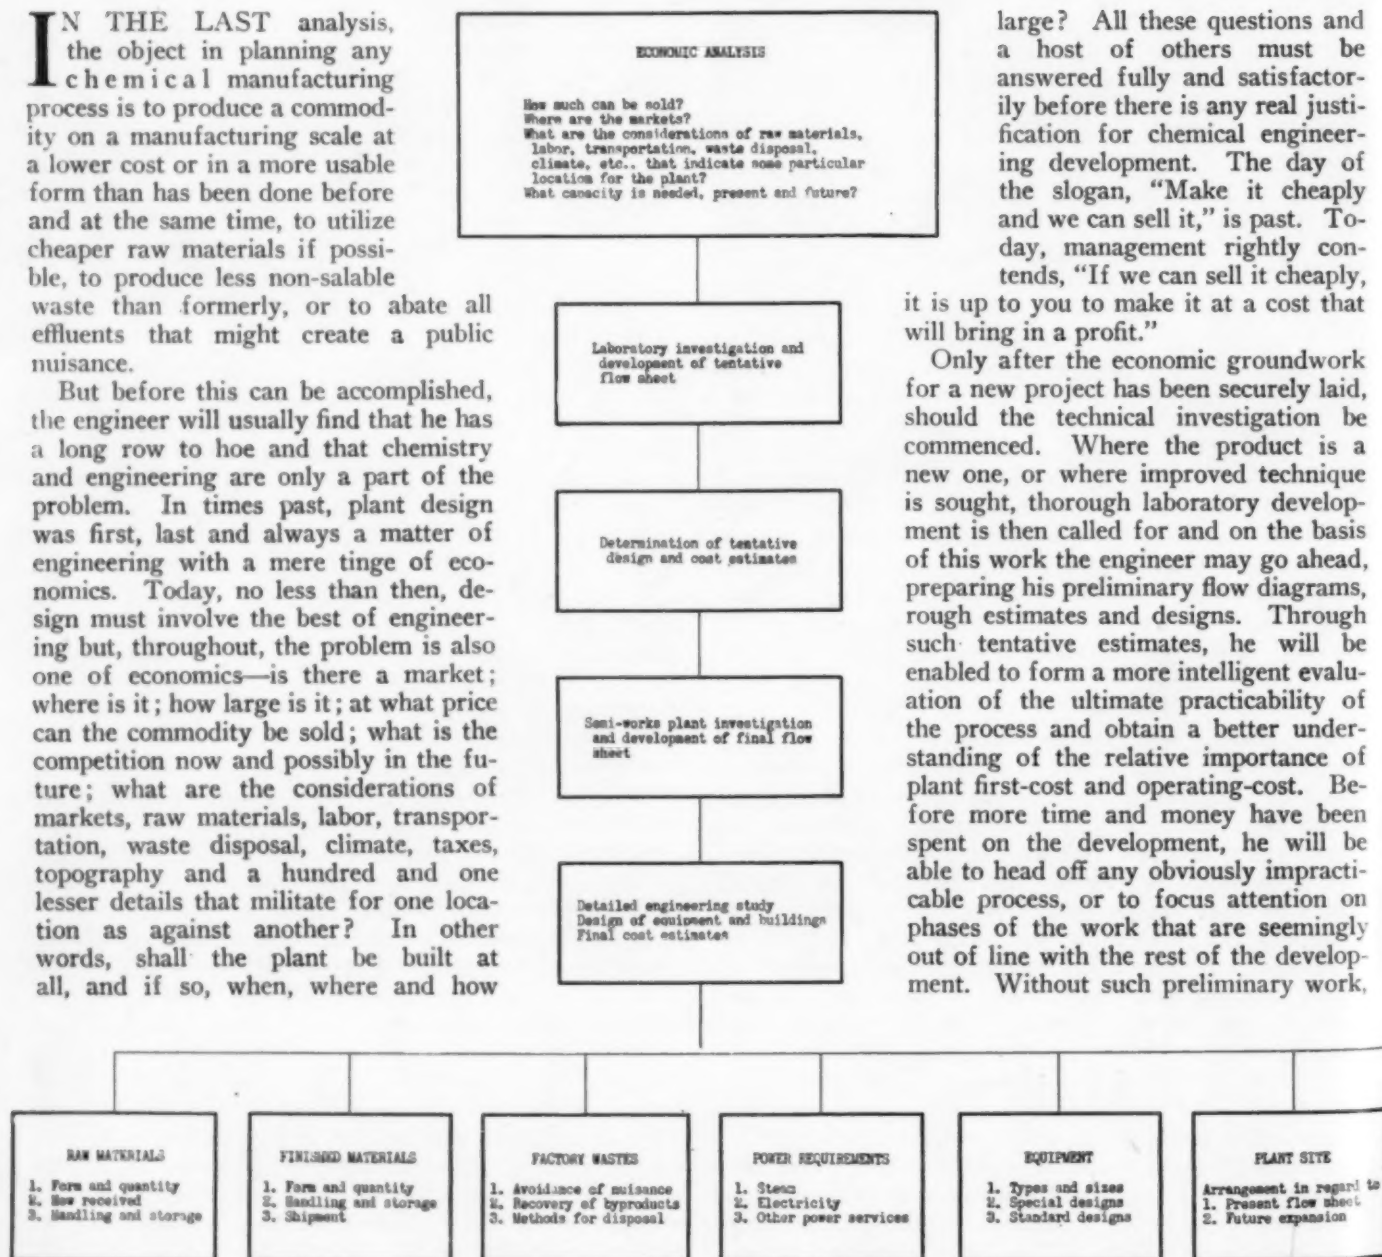 IN THE LAST analysis,
the object in planning any
chemical manufacturing
process is to produce a commod-
ity on a manufacturing scale at
a lower cost or in a more usable
form than has been done before
and at the same time, to utilize
cheaper raw materials if possi-
ble, to produce less non-salable
waste than formerly, or to abate all
effluents that might create a public
nuisance.
But before this can be accomplished,
the engineer will usually find that he has
a long row to hoe and that chemistry
and engineering are only a part of the
problem. In times past, plant design
was first, last and always a matter of
engineering with a mere tinge of eco-
nomics. Today, no less than then, de-
sign must involve the best of engineer-
ing but, throughout, the problem is also
one of economics—is there a market;
where is it; how large is it; at what price
can the commodity be sold; what is the
competition now and possibly in the fu-
ture; what are the considerations of
markets, raw materials, labor, transpor-
tation, waste disposal, climate, taxes,
topography and a hundred and one
lesser details that militate for one loca-
tion as against another? In other
words, shall the plant be built at
all, and if so, when, where and how
large? All these questions and
a host of others must be
answered fully and satisfactor-
ily before there is any real justi-
fication for chemical engineer-
ing development. The day of
the slogan, “Make it cheaply
and we can sell it,” is past. To-
day, management rightly con-
tends, “If we can sell it cheaply,
it is up to you to make it at a cost that
will bring in a profit.”
Only after the economic groundwork
for a new project has been securely laid,
should the technical investigation be
commenced. Where the product is a
new one, or where improved technique
is sought, thorough laboratory develop-
ment is then called for and on the basis
of this work the engineer may go ahead,
preparing his preliminary flow diagrams,
rough estimates and designs. Through
such tentative estimates, he will be
enabled to form a more intelligent evalu-
ation of the ultimate practicability of
the process and obtain a better under-
standing of the relative importance of
plant first-cost and operating-cost. Be-
fore more time and money have been
spent on the development, he will be
able to head off any obviously impracti-
cable process, or to focus attention on
phases of the work that are seemingly
out of line with the rest of the develop-
ment. Without such preliminary work,
ECONOMIC ANALYSIS
How much can be sold?
Where are the markets?
What are the considerations of raw materials,
labor, transportation, waste disposal,
climate, etc., that indicate some particular
location for the plant?
What capacity is needed, present and future?
Laboratory investigation and
development of tentative
flow sheet
Determination of tentative
design and cost estimates
Semi-works plant investigation
and development of final flow
sheet
Detailed engineering study
Design of equipment and buildings
Final cost estimates
RAW MATERIALS
1. Form and quantity
2. How received
3. Handling and storage
FINISHED MATERIALS
1. Form and quantity
2. Handling and storage
3. Shipment
FACTORY WASTES
1. Avoidance of nuisance
2. Recovery of byproducts
3. Methods for disposal
POWER REQUIREMENTS
1. Steam
2. Electricity
3. Other power services
EQUIPMENT
1. Types and sizes
2. Special designs
3. Standard designs
PLANT SITE
Arrangement in regard to
1. Present flow sheet
2. Future expansion